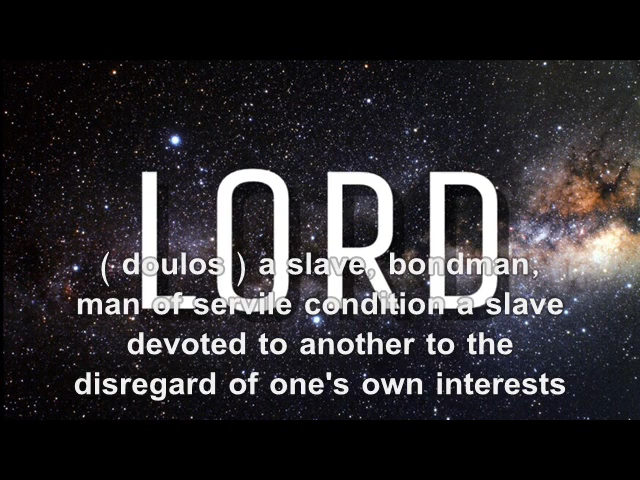 LORD
( doulos ) a slave, bondman,
man of servile condition a slave
devoted to another to the
disregard of one's own interests